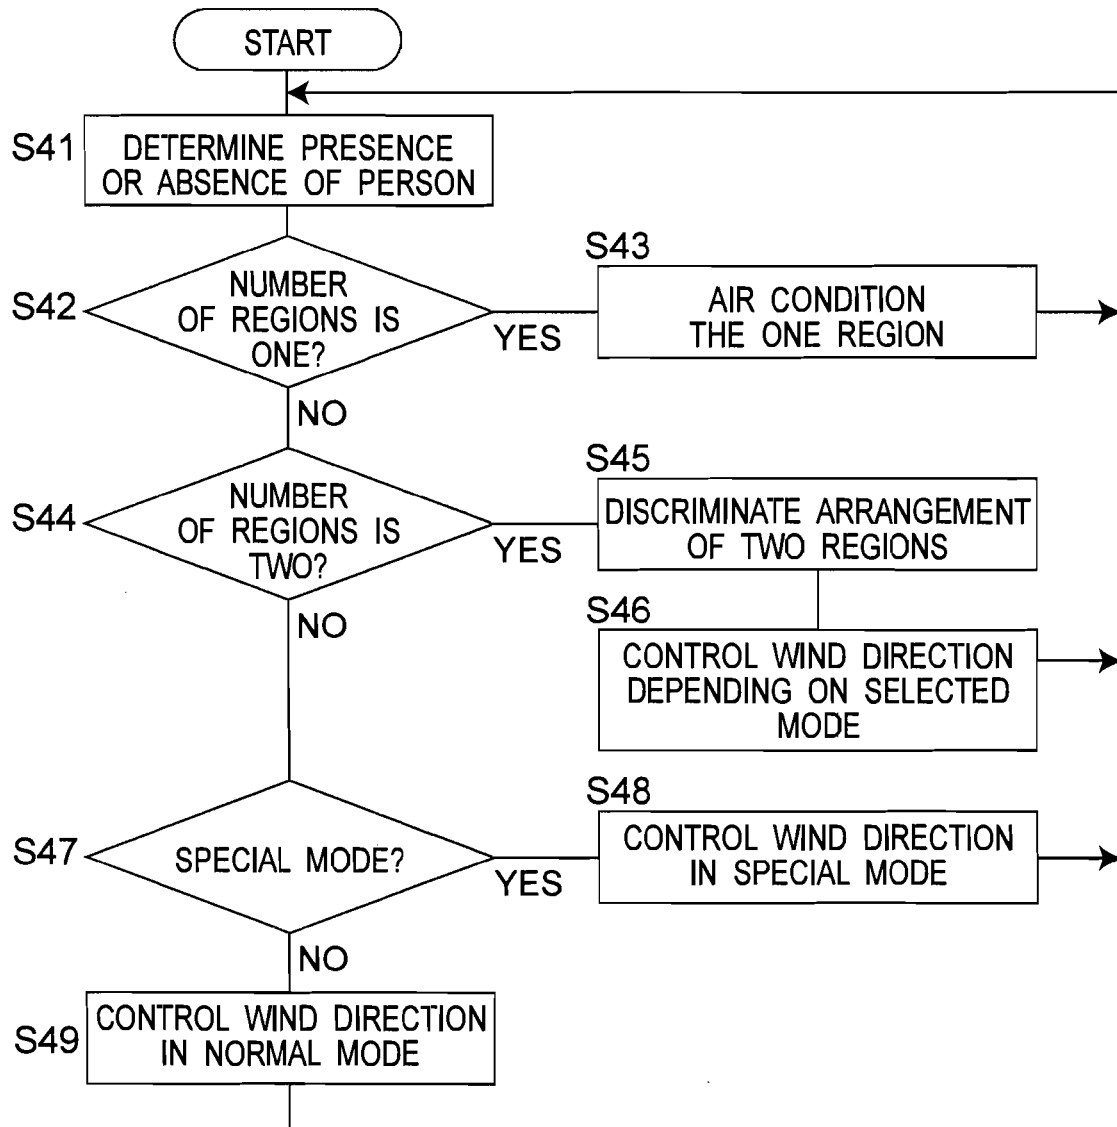 START
S41
DETERMINE PRESENCE
OR ABSENCE OF PERSON
S42
NUMBER
OF REGIONS IS
ONE?
YES
S43
AIR CONDITION
THE ONE REGION
NO
S44
NUMBER
OF REGIONS IS
TWO?
YES
S45
DISCRIMINATE ARRANGEMENT
OF TWO REGIONS
S46
CONTROL WIND DIRECTION
DEPENDING ON SELECTED
MODE
NO
S47
SPECIAL MODE?
YES
S48
CONTROL WIND DIRECTION
IN SPECIAL MODE
NO
S49
CONTROL WIND DIRECTION
IN NORMAL MODE